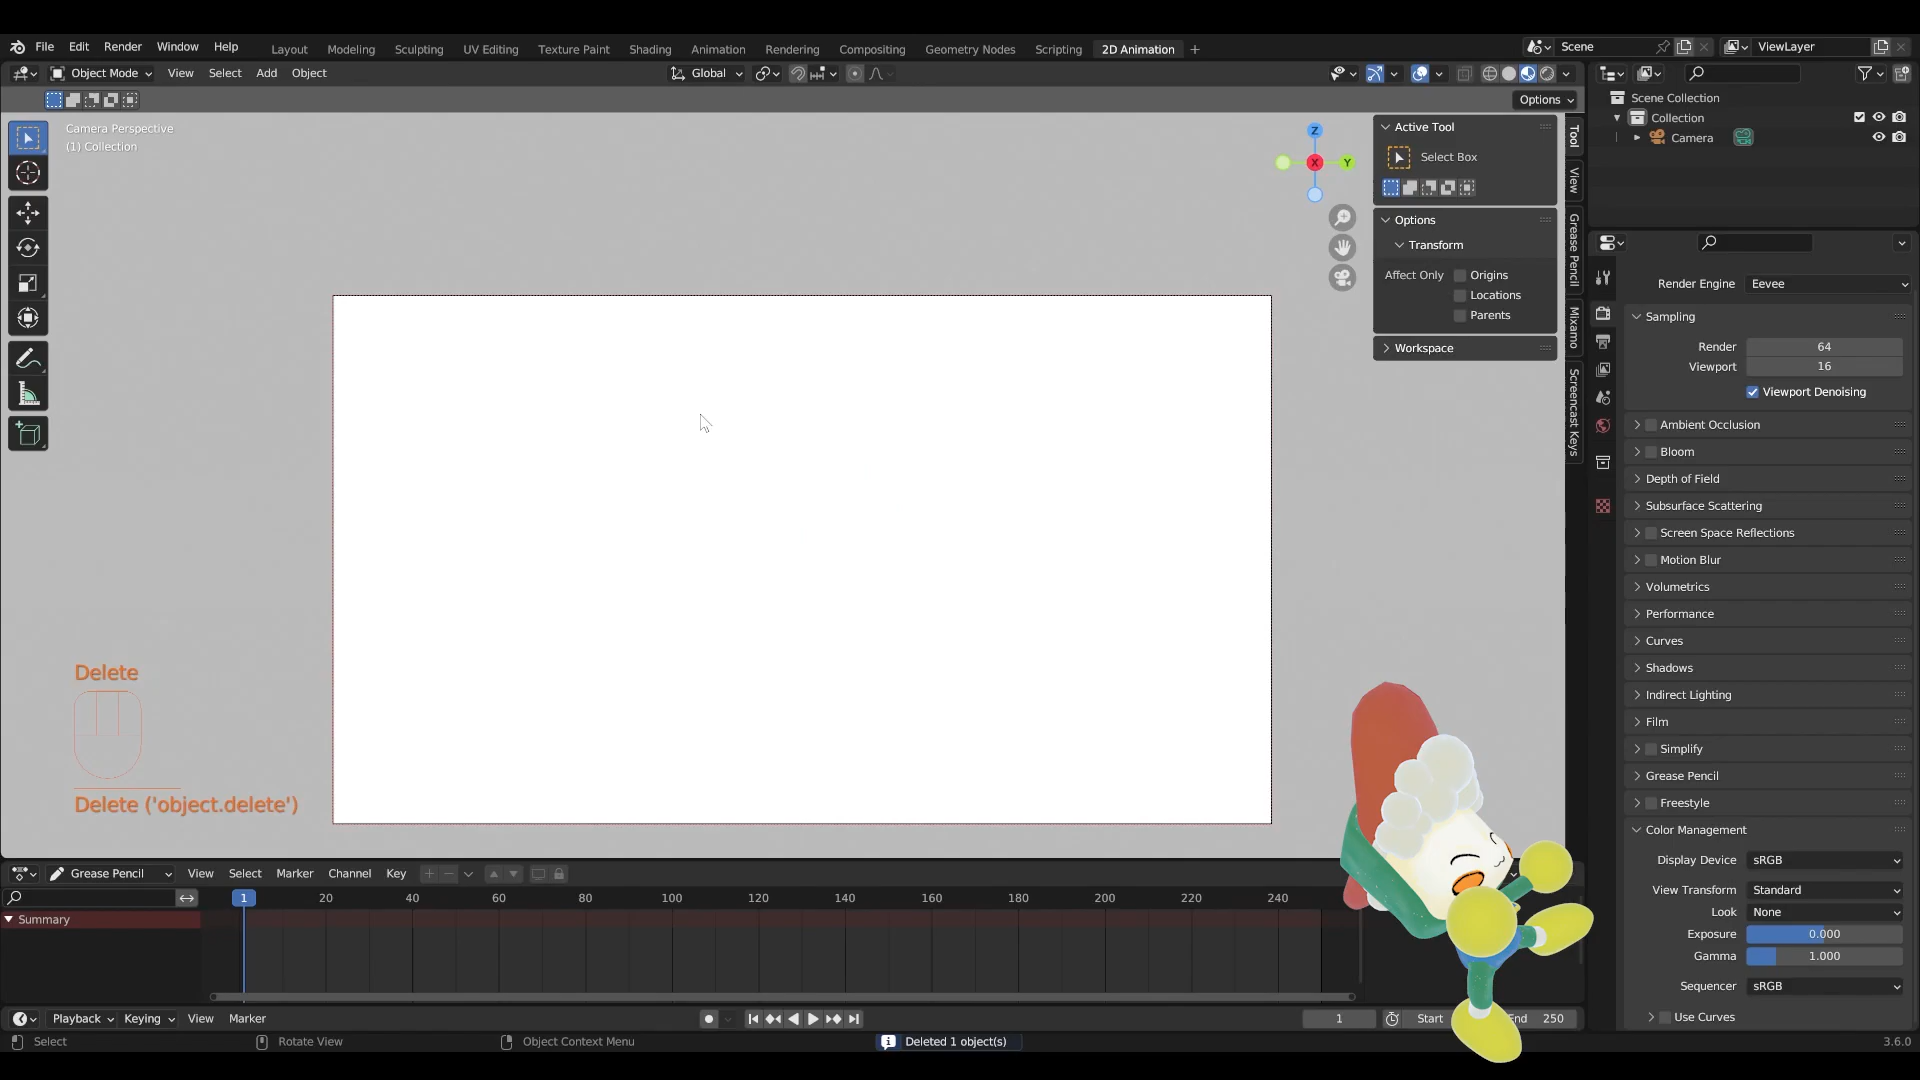 File Edit Render Window Help
Layout Modeling Sculpting UV Editing Texture Paint Shading Animation Rendering Compositing Geometry Nodes Scripting 2D Animation +
Scene
ViewLayer
Object Mode View Select Add Object
Global
Options
Camera Perspective
(1) Collection
Z
X
Y
Active Tool
Select Box
Options
Transform
Affect Only Origins
Locations
Parents
Workspace
Tool
View
Grease Pencil
Mixamo
Screencast Keys
Scene Collection
Collection
Camera
Render Engine Eevee
Sampling
Render 64
Viewport 16
Viewport Denoising
Ambient Occlusion
Bloom
Depth of Field
Subsurface Scattering
Screen Space Reflections
Motion Blur
Volumetrics
Performance
Curves
Shadows
Indirect Lighting
Film
Simplify
Grease Pencil
Freestyle
Color Management
Display Device sRGB
View Transform Standard
Look None
Exposure 0.000
Gamma 1.000
Sequencer sRGB
Use Curves
Delete
Delete ('object.delete')
Grease Pencil View Select Marker Channel Key
1 20 40 60 80 100 120 140 160 180 200 220 240
Summary
Playback Keying View Marker
1 Start End 250
Select Rotate View Object Context Menu Deleted 1 object(s) 3.6.0